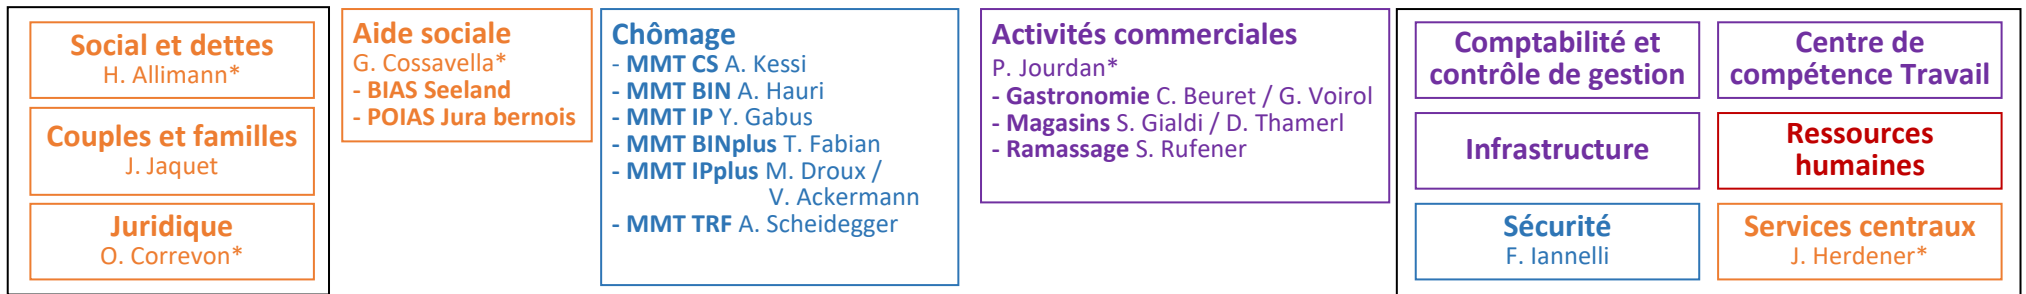 Social et dettes
H. Allimann*
Couples et familles
J. Jaquet
Juridique
O. Correvon*
Aide sociale
G. Cossavella*
- BIAS Seeland
- POIAS Jura bernois
Chômage
- MMT CS A. Kessi
- MMT BIN A. Hauri
- MMT IP Y. Gabus
- MMT BINplus T. Fabian
- MMT IPplus M. Droux /
V. Ackermann
- MMT TRF A. Scheidegger
Activités commerciales
P. Jourdan*
- Gastronomie C. Beuret / G. Voirol
- Magasins S. Gialdi / D. Thamerl
- Ramassage S. Rufener
Comptabilité et
contrôle de gestion
Centre de
compétence Travail
Infrastructure
Ressources
humaines
Sécurité
F. Iannelli
Services centraux
J. Herdener*